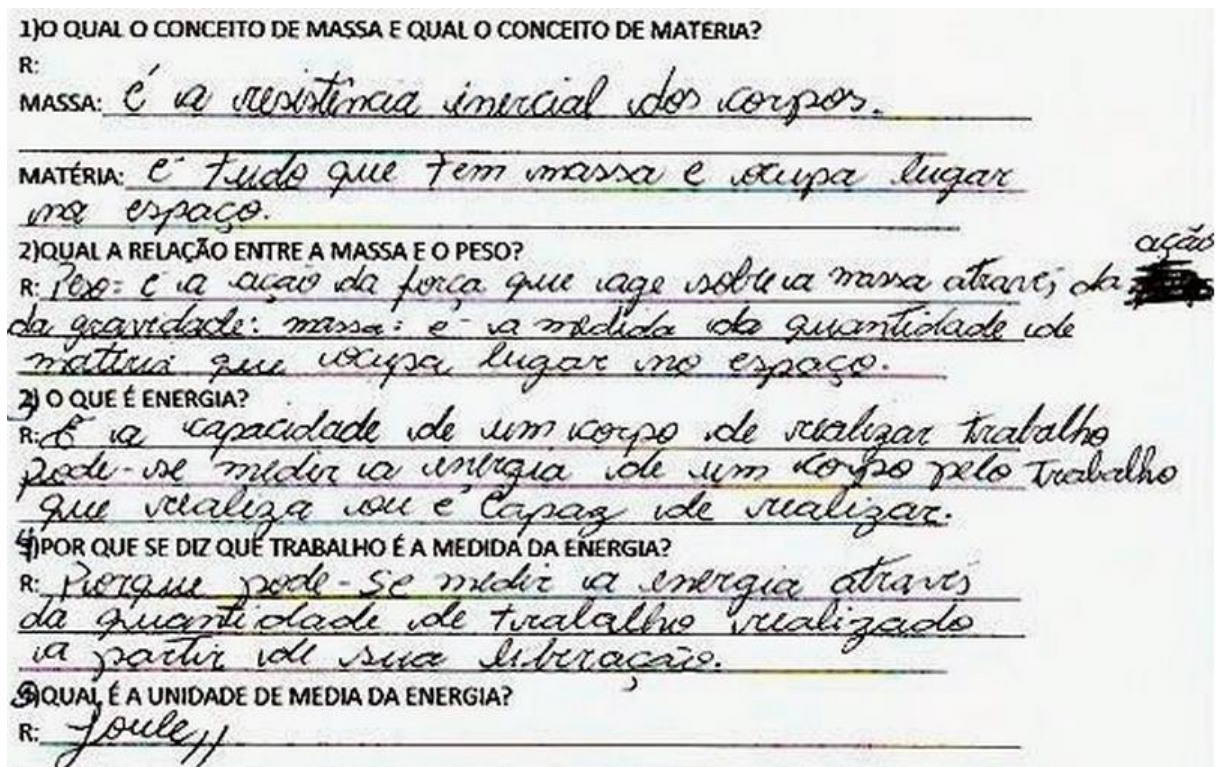 1)O QUAL O CONCEITO DE MASSA E QUAL O CONCEITO DE MATERIA?
R:
MASSA: é a resistência inercial dos corpos.
MATÉRIA: é tudo que tem massa e ocupa lugar
no espaço.
2)QUAL A RELAÇÃO ENTRE A MASSA E O PESO?
ação
R: Peso: é a ação da força que age sobre a massa através da
da gravidade: massa: é a medida da quantidade de
matéria que ocupa lugar no espaço.
3) O QUE É ENERGIA?
R: É a capacidade de um corpo de realizar trabalho
pode-se medir a energia de um corpo pelo trabalho
que realiza ou é capaz de realizar.
4)POR QUE SE DIZ QUE TRABALHO É A MEDIDA DA ENERGIA?
R: Porque pode-se medir a energia através
da quantidade de trabalho realizado
a partir de sua liberação.
5)QUAL É A UNIDADE DE MEDIA DA ENERGIA?
R: Joule,,